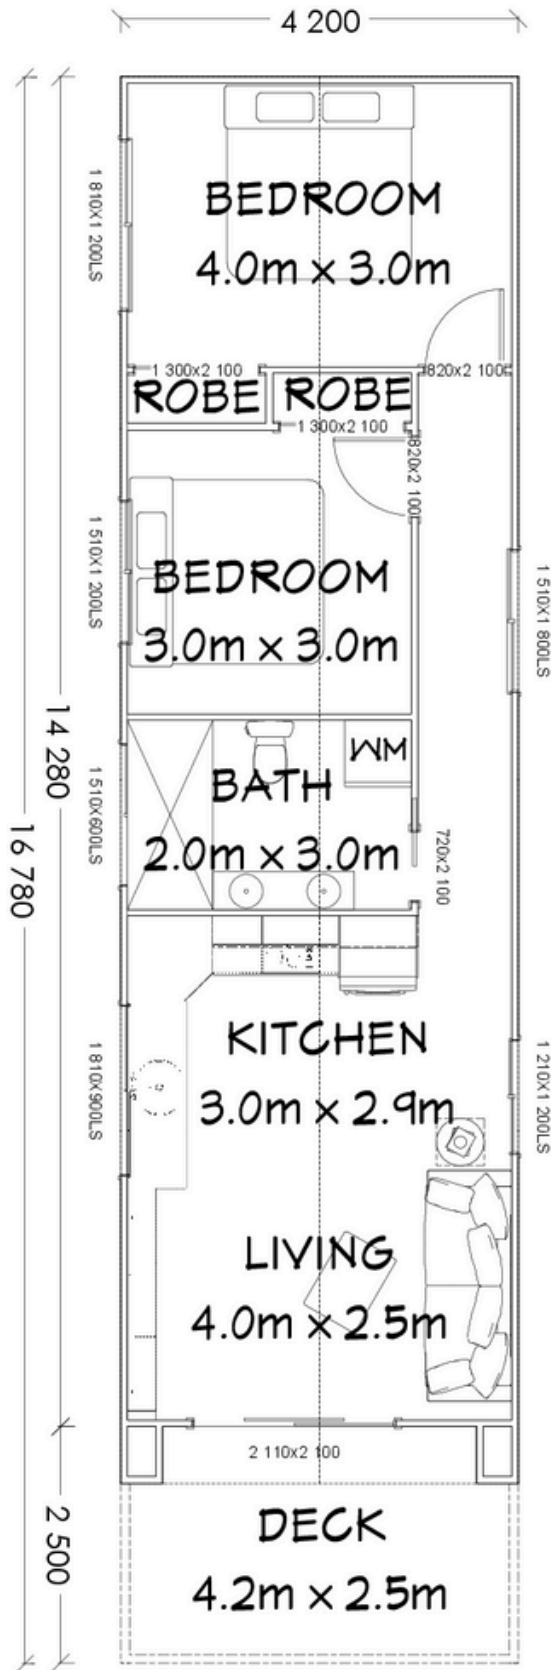 4 200
1 810X1 200LS
BEDROOM
4.0m x 3.0m
1 300x2 100
820x2 100
ROBE
ROBE
1 300x2 100
820x2 100
1 510X1 200LS
BEDROOM
3.0m x 3.0m
1 510X1 800LS
14 280
16 780
WM
BATH
2.0m x 3.0m
1 510X600LS
720x2 100
KITCHEN
3.0m x 2.9m
1 810X900LS
1 210X1 200LS
LIVING
4.0m x 2.5m
2 110x2 100
2 500
DECK
4.2m x 2.5m